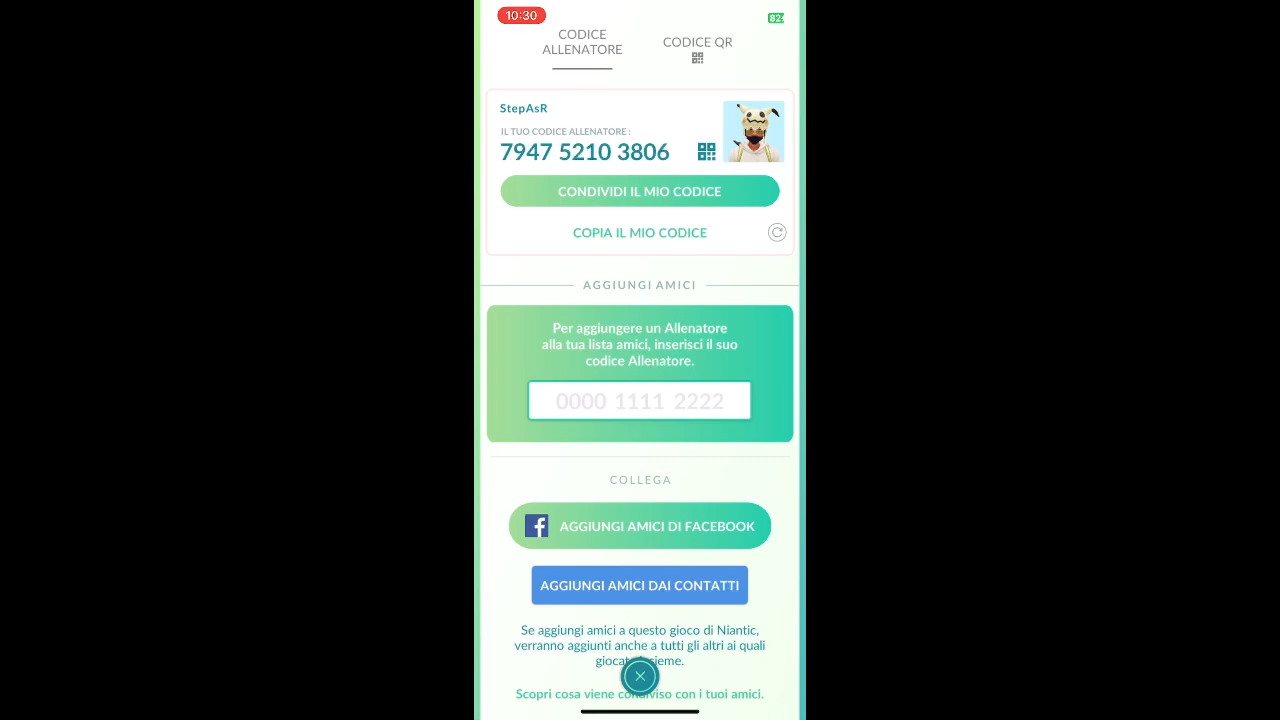 10:30
82
CODICE
ALLENATORE
CODICE QR
StepAsR
IL TUO CODICE ALLENATORE :
7947 5210 3806
CONDIVIDI IL MIO CODICE
COPIA IL MIO CODICE
AGGIUNGI AMICI
Per aggiungere un Allenatore
alla tua lista amici, inserisci il suo
codice Allenatore.
0000 1111 2222
COLLEGA
AGGIUNGI AMICI DI FACEBOOK
AGGIUNGI AMICI DAI CONTATTI
Se aggiungi amici a questo gioco di Niantic,
verranno aggiunti anche a tutti gli altri ai quali
Scopri cosa viene con i tuoi amici.